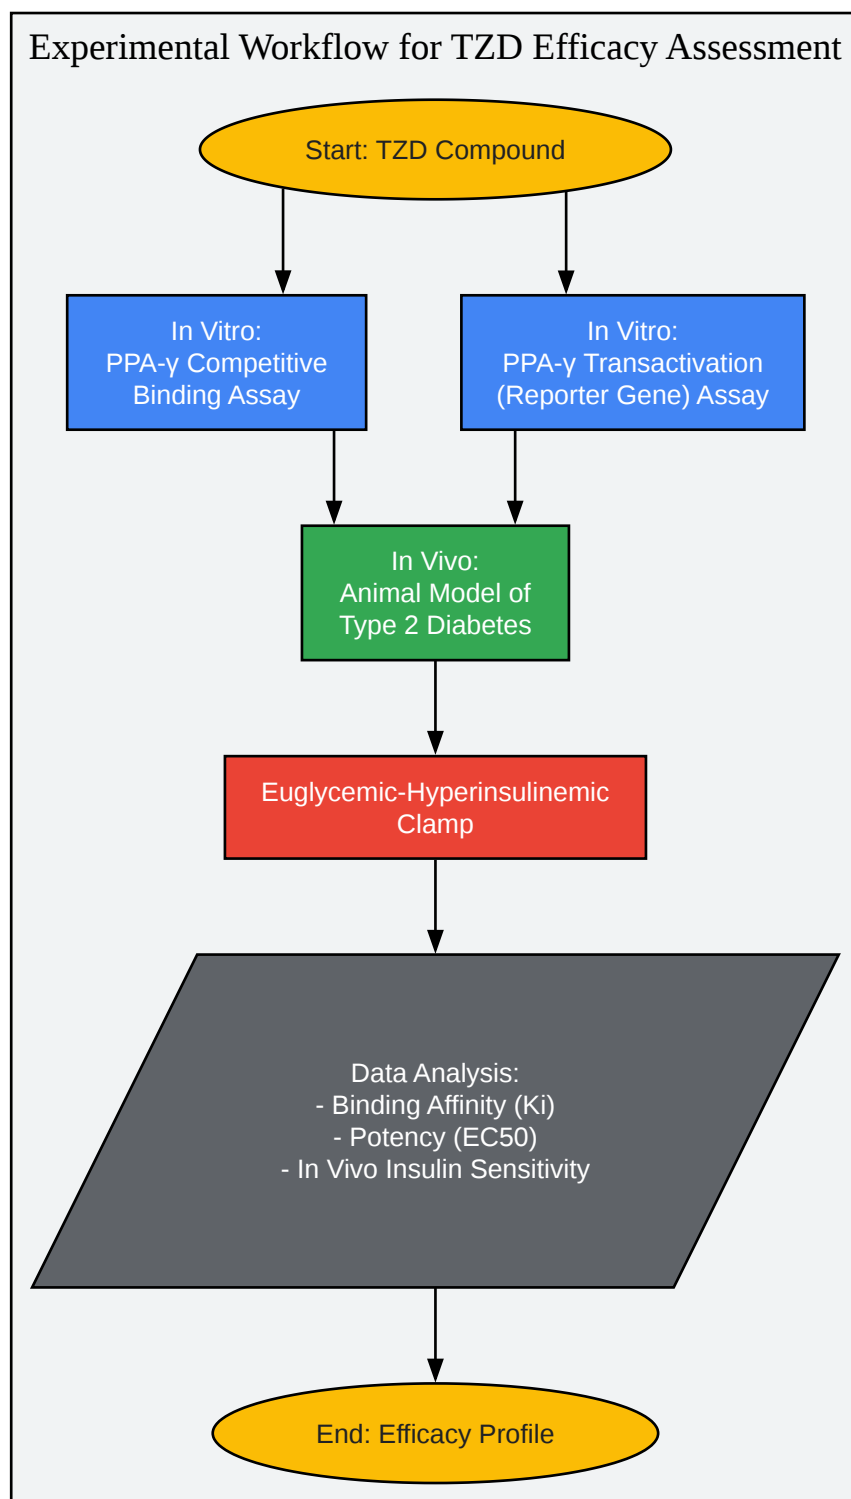 Experimental Workflow for TZD Efficacy Assessment
Start: TZD Compound
In Vitro:
PPA-γ Competitive
Binding Assay
In Vitro:
PPA-γ Transactivation
(Reporter Gene) Assay
In Vivo:
Animal Model of
Type 2 Diabetes
Euglycemic-Hyperinsulinemic
Clamp
Data Analysis:
- Binding Affinity (Ki)
- Potency (EC50)
- In Vivo Insulin Sensitivity
End: Efficacy Profile